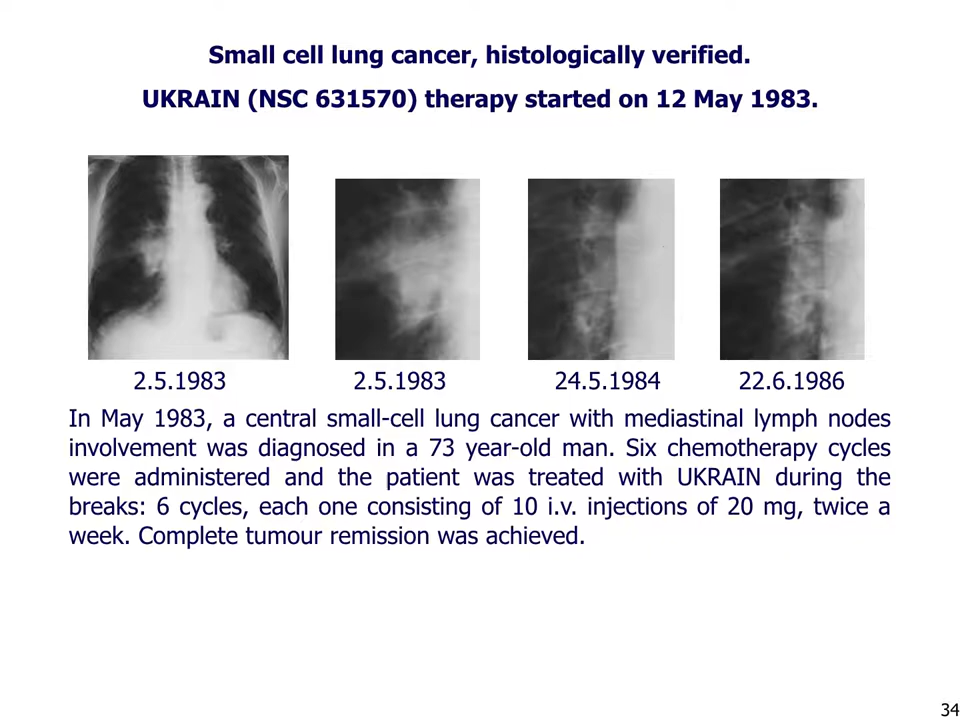 Small cell lung cancer, histologically verified.
UKRAIN (NSC 631570) therapy started on 12 May 1983.
2.5.1983 2.5.1983 24.5.1984 22.6.1986
In May 1983, a central small-cell lung cancer with mediastinal lymph nodes
involvement was diagnosed in a 73 year-old man. Six chemotherapy cycles
were administered and the patient was treated with UKRAIN during the
breaks: 6 cycles, each one consisting of 10 i.v. injections of 20 mg, twice a
week. Complete tumour remission was achieved.
34